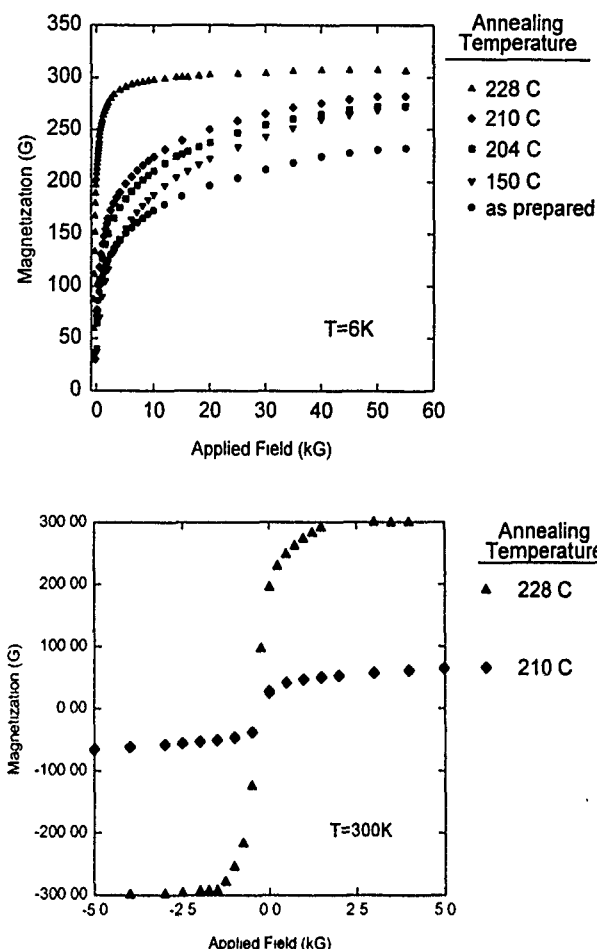 Annealing
Temperature
350
300
250
200
150
100
50
0
Magnetization (G)
228 C
210 C
204 C
150 C
as prepared
T=6K
0 10 20 30 40 50 60
Applied Field (kG)
300 00
200 00
100 00
0 00
-100 00
-200 00
-300 00
Magnetization (G)
Annealing
Temperature
228 C
210 C
T=300K
-5 0 -2 5 0 0 2 5 5 0
Applied Field (kG)